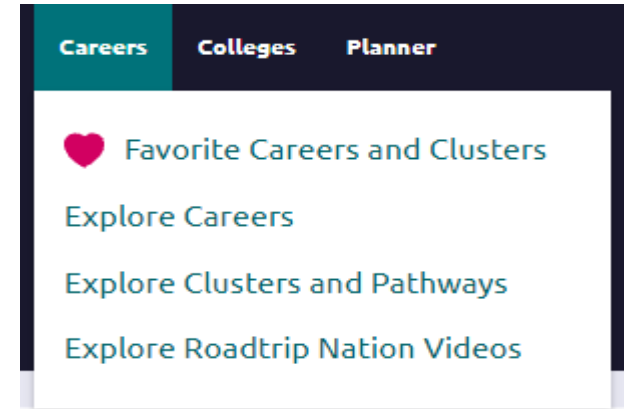 Careers Colleges Planner
Favorite Careers and Clusters
Explore Careers
Explore Clusters and Pathways
Explore Roadtrip Nation Videos